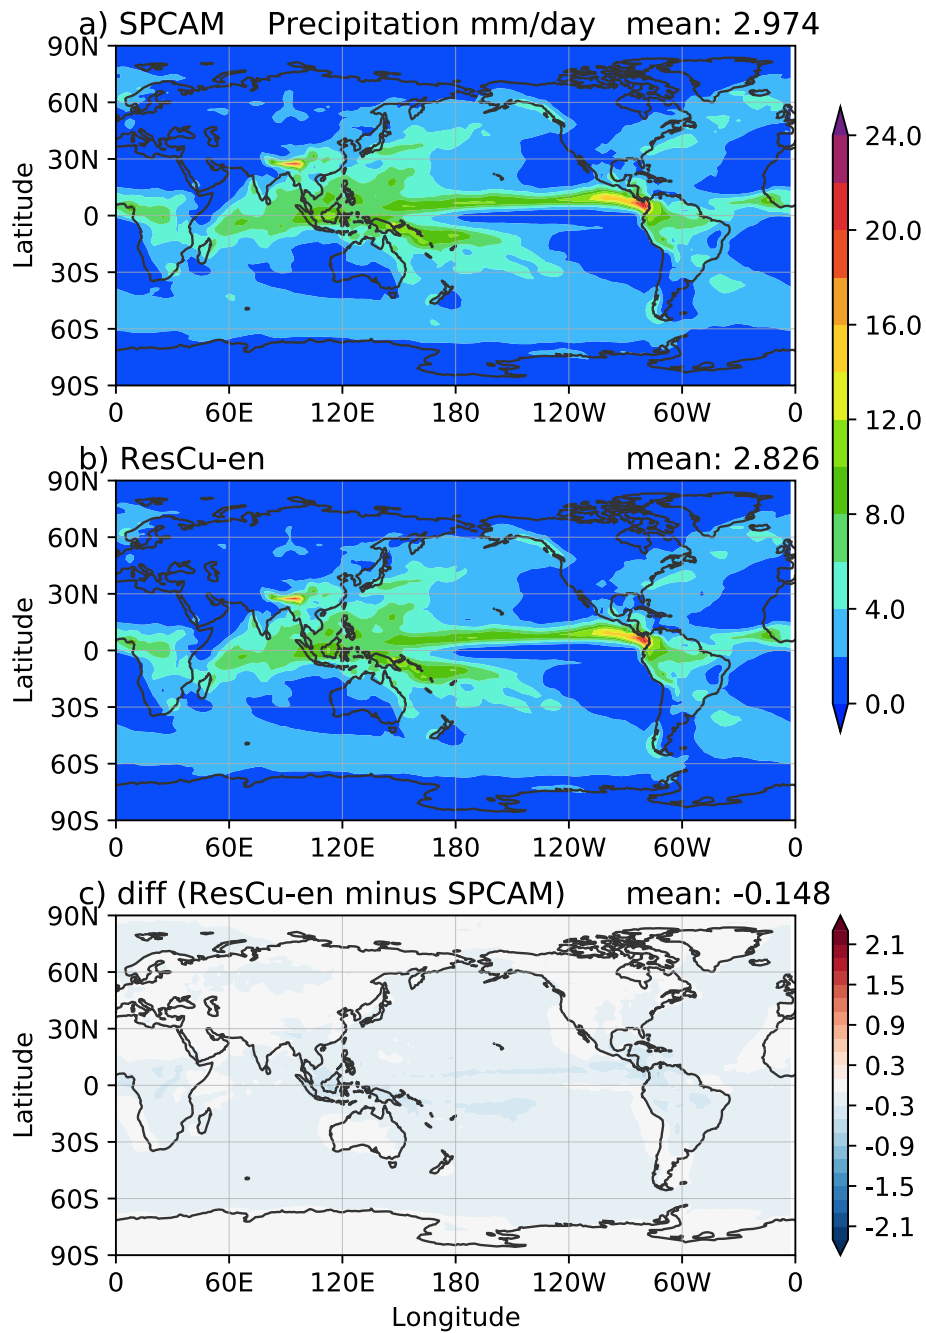 a) SPCAM Precipitation mm/day mean: 2.974
90N
60N
30N
0
30S
60S
90S
Latitude
0 60E 120E 180 120W 60W 0
b) ResCu-en mean: 2.826
90N
60N
30N
0
30S
60S
90S
Latitude
0 60E 120E 180 120W 60W 0
24.0
20.0
16.0
12.0
8.0
4.0
0.0
c) diff (ResCu-en minus SPCAM) mean: -0.148
90N
60N
30N
0
30S
60S
90S
Latitude
0 60E 120E 180 120W 60W 0
Longitude
2.1
1.5
0.9
0.3
-0.3
-0.9
-1.5
-2.1